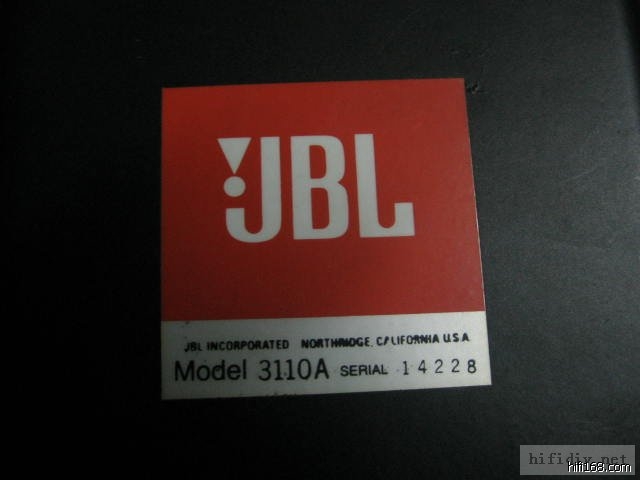 JBL
JBL INCORPORATED NORTHRIDGE, CALIFORNIA U.S.A.
Model 3110A SERIAL 14228
hifidiy.net
hifi168.com